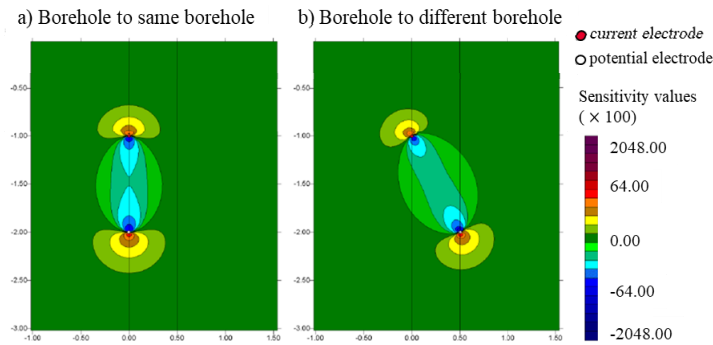 a) Borehole to same borehole
b) Borehole to different borehole
current electrode
potential electrode
Sensitivity values
( × 100)
2048.00
64.00
0.00
-64.00
-2048.00
-0.50
-1.00
-1.50
-2.00
-2.50
-3.00
-1.00 -0.50 0.00 0.50 1.00 1.50
-0.50
-1.00
-1.50
-2.00
-2.50
-3.00
-1.00 -0.50 0.00 0.50 1.00 1.50